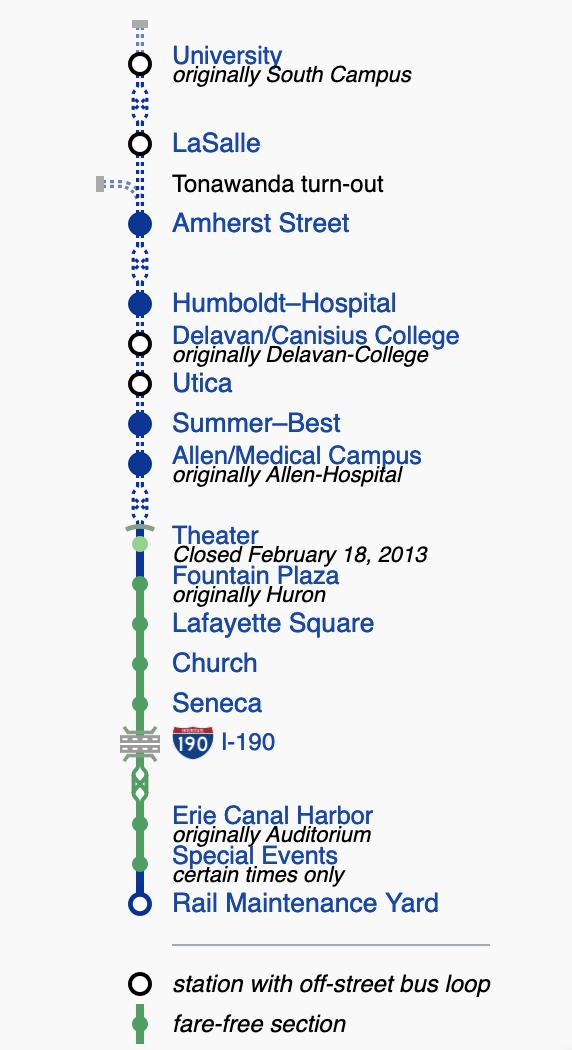 University
originally South Campus
LaSalle
Tonawanda turn-out
Amherst Street
Humboldt–Hospital
Delavan/Canisius College
originally Delavan-College
Utica
Summer–Best
Allen/Medical Campus
originally Allen-Hospital
Theater
Closed February 18, 2013
Fountain Plaza
originally Huron
Lafayette Square
Church
Seneca
INTERSTATE
190 I-190
Erie Canal Harbor
originally Auditorium
Special Events
certain times only
Rail Maintenance Yard
station with off-street bus loop
fare-free section